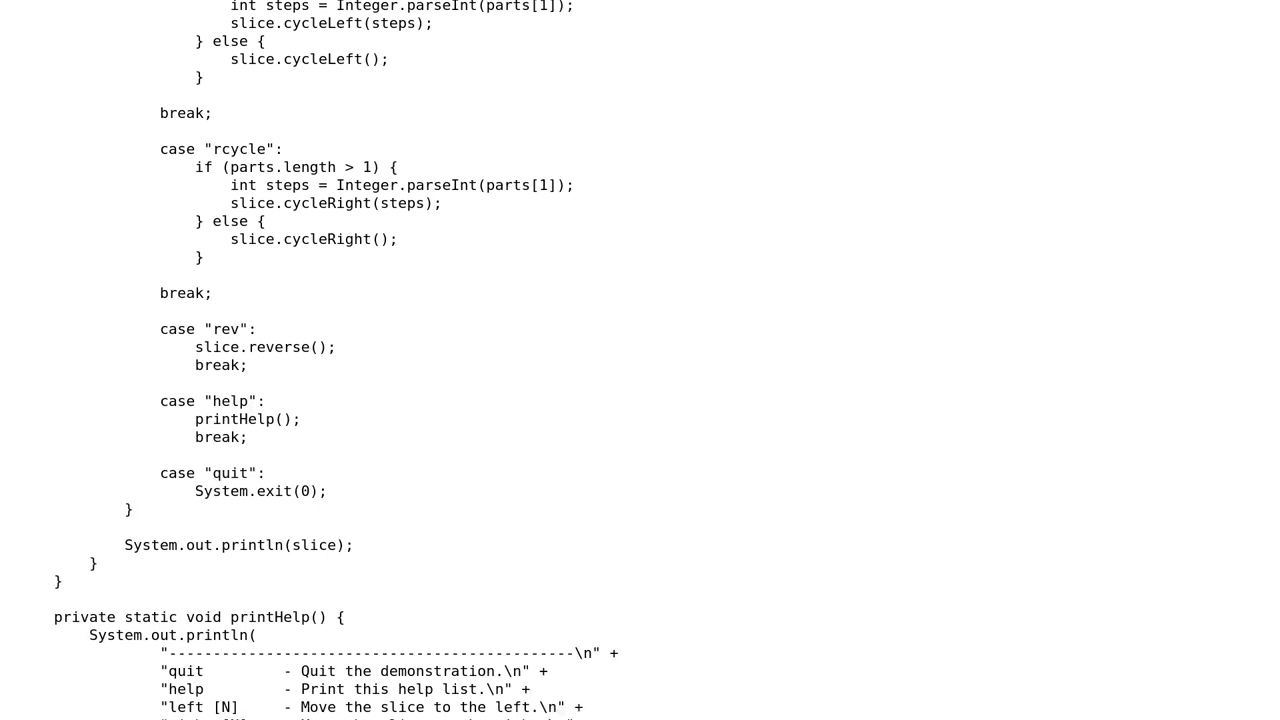 int steps = Integer.parseInt(parts[1]);
slice.cycleLeft(steps);
} else {
slice.cycleLeft();
}
break;
case "rcycle":
if (parts.length > 1) {
int steps = Integer.parseInt(parts[1]);
slice.cycleRight(steps);
} else {
slice.cycleRight();
}
break;
case "rev":
slice.reverse();
break;
case "help":
printHelp();
break;
case "quit":
System.exit(0);
}
System.out.println(slice);
}
}
private static void printHelp() {
System.out.println(
"----------------------------------------------\n" +
"quit         - Quit the demonstration.\n" +
"help         - Print this help list.\n" +
"left [N]     - Move the slice to the left.\n" +